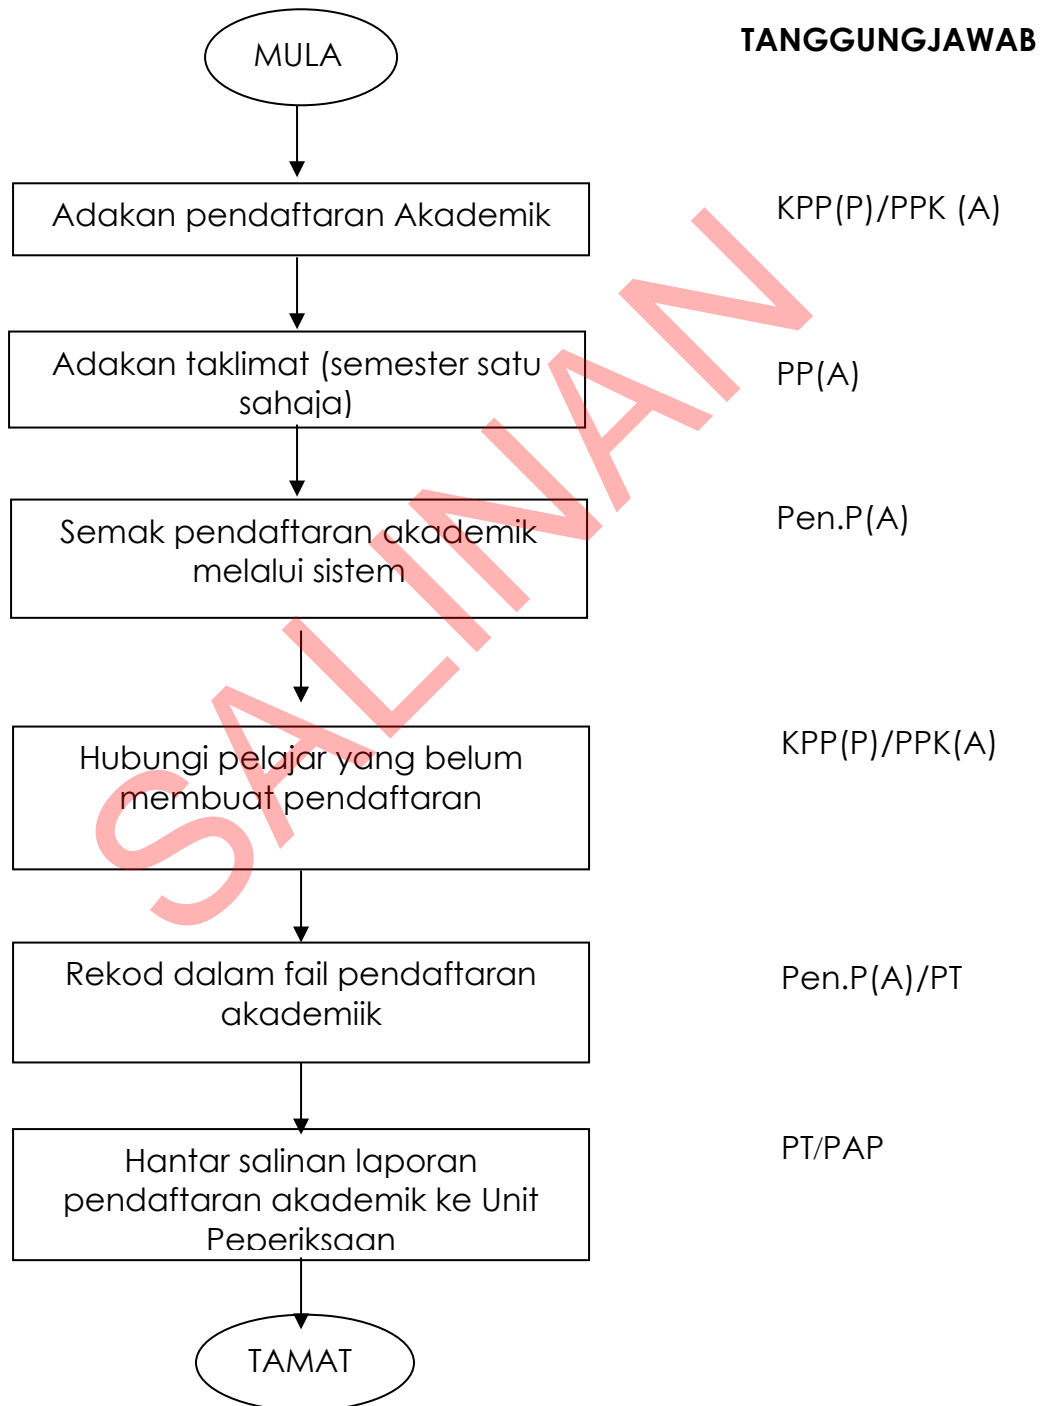 MULA
TANGGUNGJAWAB
Adakan pendaftaran Akademik
KPP(P)/PPK (A)
Adakan taklimat (semester satu
sahaja)
PP(A)
Semak pendaftaran akademik
melalui sistem
Pen.P(A)
Hubungi pelajar yang belum
membuat pendaftaran
KPP(P)/PPK(A)
Rekod dalam fail pendaftaran
akademiik
Pen.P(A)/PT
Hantar salinan laporan
pendaftaran akademik ke Unit
Peperiksaan
PT/PAP
TAMAT
SALINAN